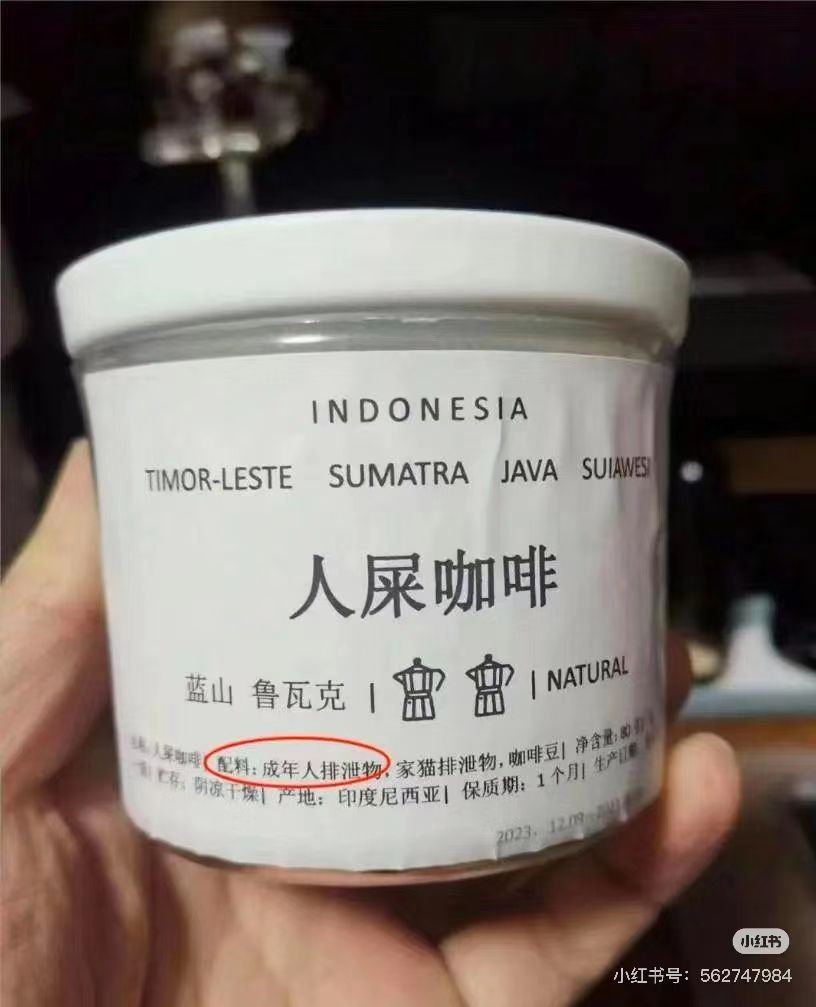 INDONESIA
TIMOR-LESTE SUMATRA JAVA SUIAWESI
人屎咖啡
蓝山 鲁瓦克 | | NATURAL
人屎咖啡 配料：成年人排泄物，家猫排泄物，咖啡豆| 净含量：80
贮存：阴凉干燥| 产地：印度尼西亚| 保质期：1个月| 生产日期
2023．12.09
小红书
小红书号：562747984